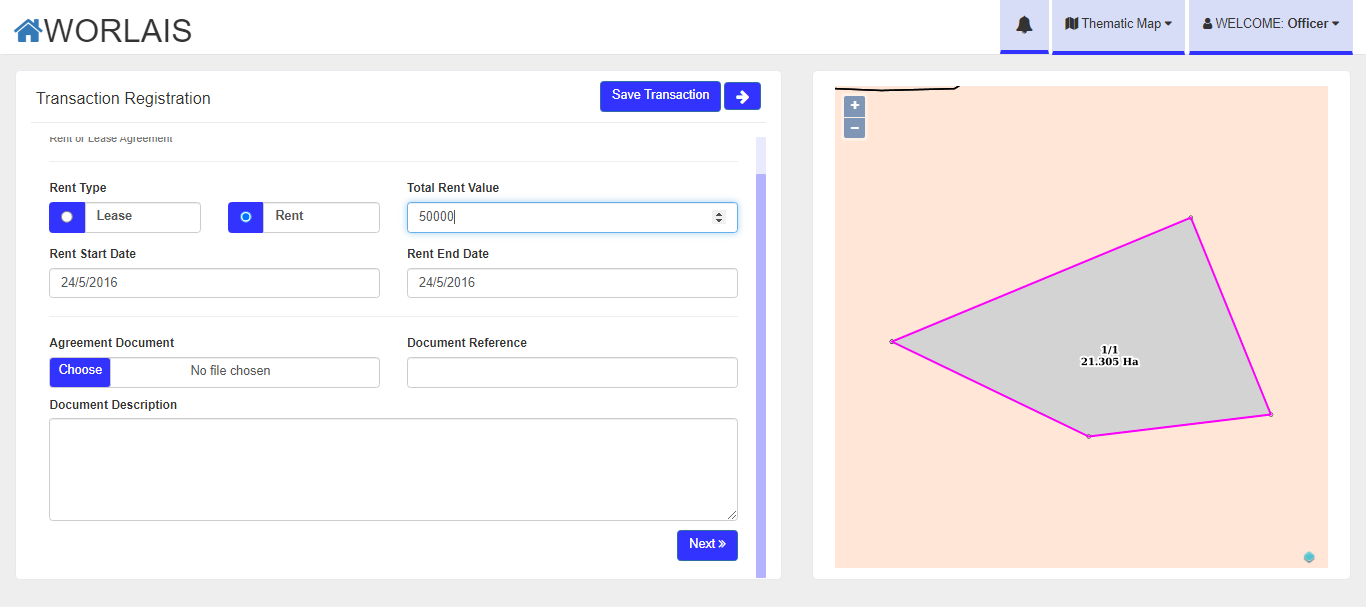 WORLAIS
Thematic Map
WELCOME: Officer
Transaction Registration
Save Transaction
Rent or Lease Agreement
Rent Type
Total Rent Value
Lease
Rent
50000
Rent Start Date
Rent End Date
24/5/2016
24/5/2016
Agreement Document
Document Reference
Choose
No file chosen
Document Description
Next »
+
−
1/1
21.305 Ha